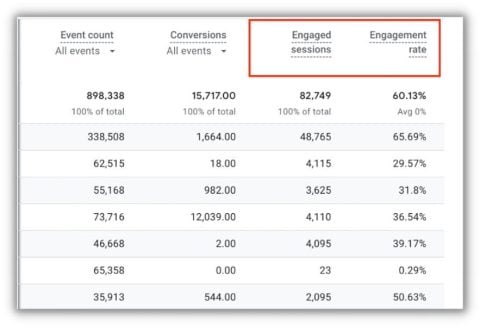 Event count Conversions Engaged sessions Engagement rate
All events All events
898,338 15,717.00 82,749 60.13%
100% of total 100% of total 100% of total Avg 0%
338,508 1,664.00 48,765 65.69%
62,515 18.00 4,115 29.57%
55,168 982.00 3,625 31.8%
73,716 12,039.00 4,110 36.54%
46,668 2.00 4,095 39.17%
65,358 0.00 23 0.29%
35,913 544.00 2,095 50.63%